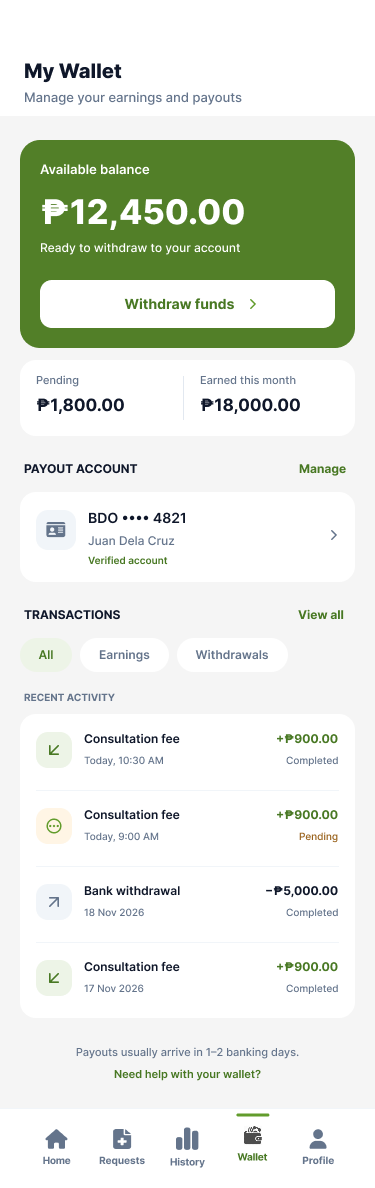 My Wallet
Manage your earnings and payouts
Available balance
₱12,450.00
Ready to withdraw to your account
Withdraw funds
Pending
Earned this month
₱1,800.00
₱18,000.00
PAYOUT ACCOUNT
Manage
BDO •••• 4821
Juan Dela Cruz
Verified account
TRANSACTIONS
View all
All
Earnings
Withdrawals
RECENT ACTIVITY
Consultation fee
+₱900.00
Today, 10:30 AM
Completed
Consultation fee
+₱900.00
Today, 9:00 AM
Pending
Bank withdrawal
−₱5,000.00
18 Nov 2026
Completed
Consultation fee
+₱900.00
17 Nov 2026
Completed
Payouts usually arrive in 1–2 banking days.
Need help with your wallet?
Home
Requests
History
Wallet
Profile